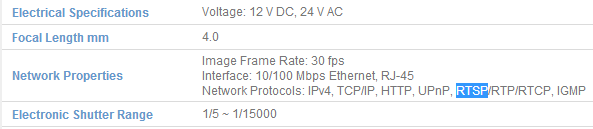 Electrical Specifications Voltage: 12 V DC, 24 V AC
Focal Length mm 4.0
Image Frame Rate: 30 fps
Network Properties Interface: 10/100 Mbps Ethernet, RJ-45
Network Protocols: IPv4, TCP/IP, HTTP, UPnP, RTSP/RTP/RTCP, IGMP
Electronic Shutter Range 1/5 ~ 1/15000